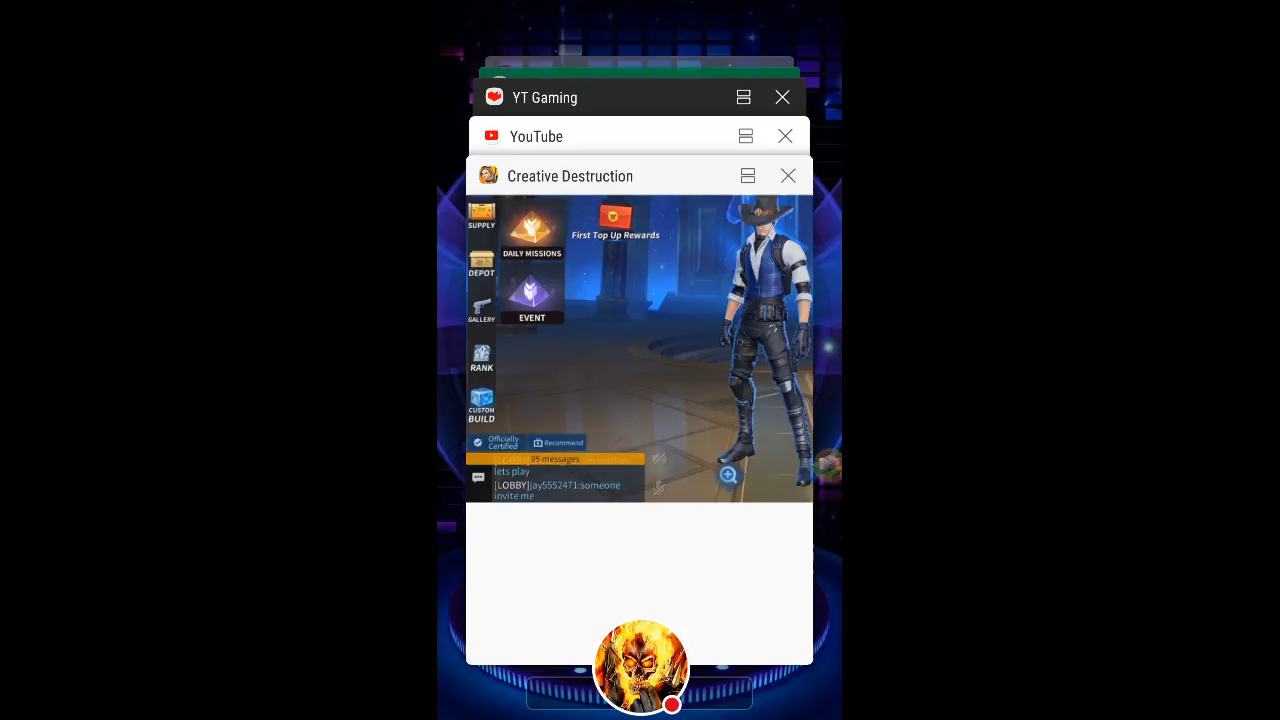 YT Gaming
YouTube
Creative Destruction
SUPPLY
DEPOT
GALLERY
RANK
CUSTOM
BUILD
DAILY MISSIONS
EVENT
First Top Up Rewards
Officially
Certified
Recommend
95 messages
lets play
[LOBBY]jay5552471:someone
invite me